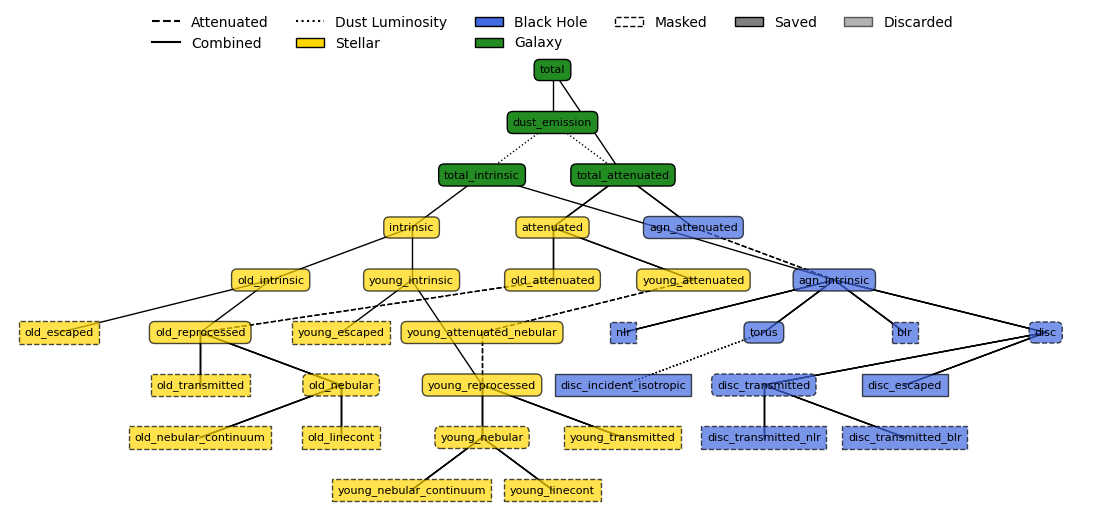 Attenuated Dust Luminosity Black Hole Masked Saved Discarded
Combined Stellar Galaxy
total
dust_emission
total_intrinsic total_attenuated
intrinsic attenuated agn_attenuated
old_intrinsic young_intrinsic old_attenuated young_attenuated agn_intrinsic
old_escaped old_reprocessed young_escaped young_attenuated_nebular nlr torus blr disc
old_transmitted old_nebular young_reprocessed disc_incident_isotropic disc_transmitted disc_escaped
old_nebular_continuum old_linecont young_nebular young_transmitted disc_transmitted_nlr disc_transmitted_blr
young_nebular_continuum young_linecont